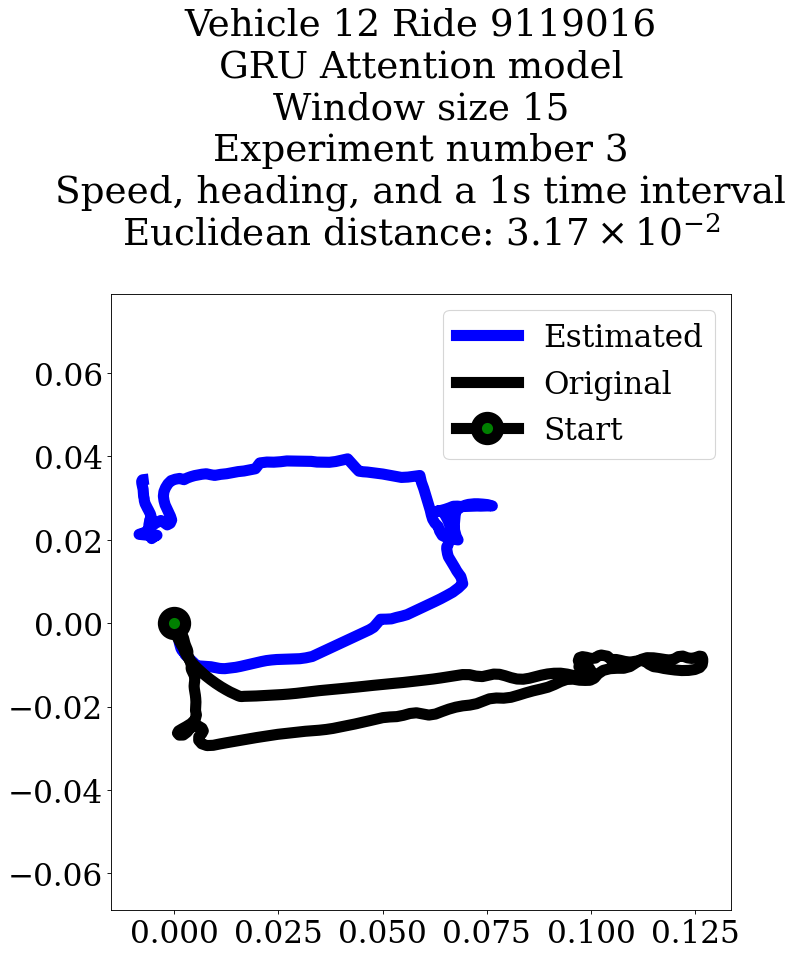 Vehicle 12 Ride 9119016
GRU Attention model
Window size 15
Experiment number 3
Speed, heading, and a 1s time interval
Euclidean distance: 3.17 × 10⁻²
Estimated
Original
Start
0.06
0.04
0.02
0.00
−0.02
−0.04
−0.06
0.000 0.025 0.050 0.075 0.100 0.125